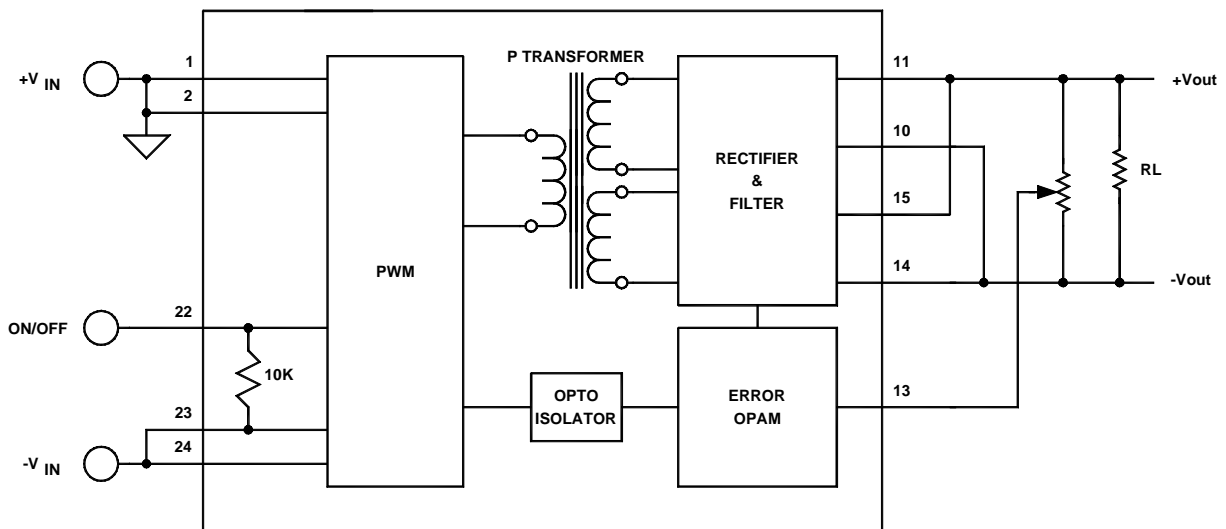 1
P TRANSFORMER
11
+V IN
+Vout
2
10
RECTIFIER
&
FILTER
RL
15
PWM
14
-Vout
22
ON/OFF
10K
OPTO
ISOLATOR
ERROR
OPAM
13
23
24
-V IN